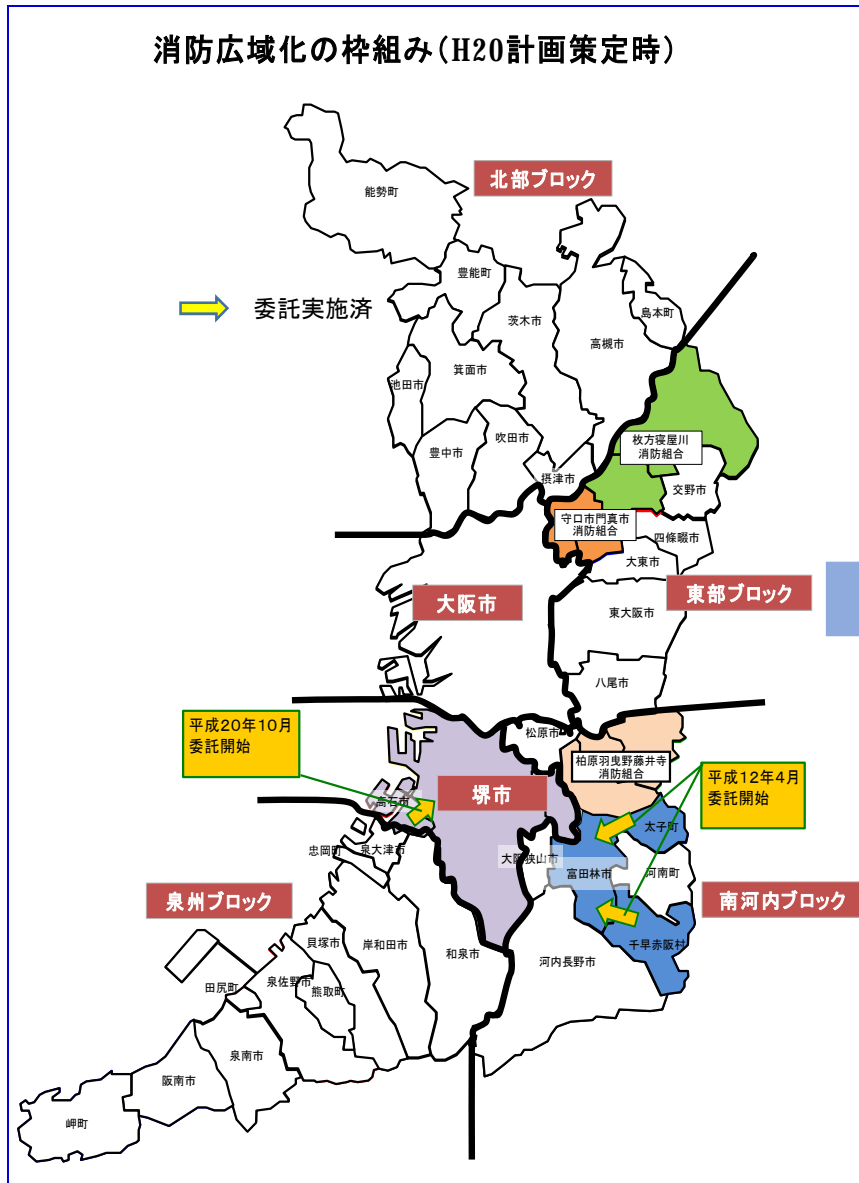 消防広域化の枠組み（H20計画策定時）
北部ブロック
能勢町
豊能町
委託実施済
茨木市
島本町
高槻市
箕面市
池田市
吹田市
豊中市
枚方寝屋川
消防組合
摂津市
交野市
守口市門真市
消防組合
四條畷市
大東市
大阪市
東部ブロック
東大阪市
八尾市
平成20年10月
委託開始
松原市
柏原羽曳野藤井寺
消防組合
平成12年4月
委託開始
堺市
高石市
太子町
忠岡町
泉大津市
大阪狭山市
富田林市
河南町
泉州ブロック
南河内ブロック
貝塚市
岸和田市
和泉市
千早赤阪村
河内長野市
田尻町
泉佐野市
熊取町
泉南市
阪南市
岬町